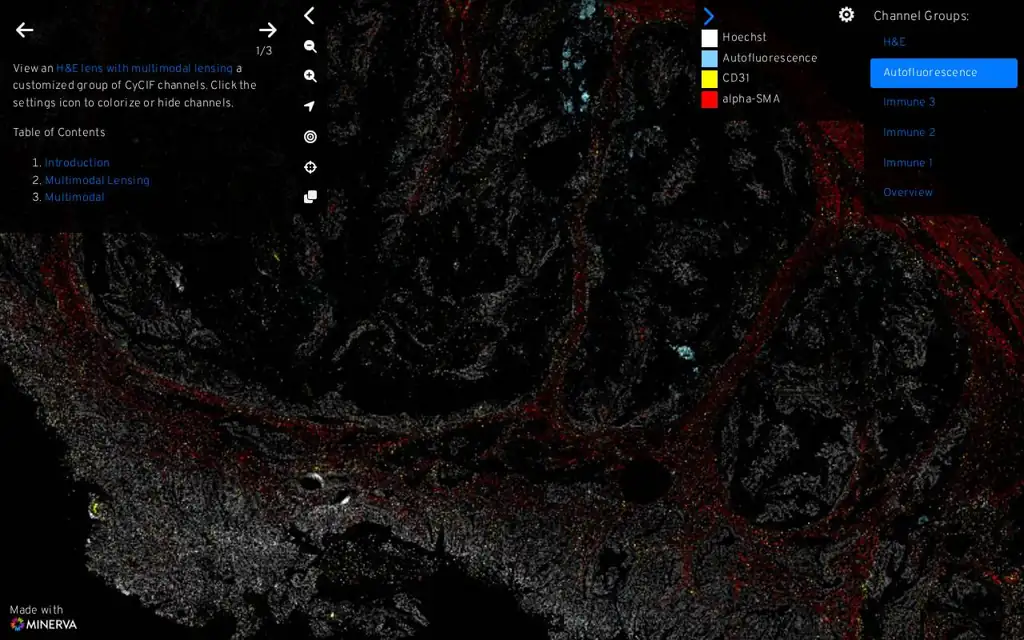 1/3
View an H&E lens with multimodal lensing a
customized group of CyCIF channels. Click the
settings icon to colorize or hide channels.
Table of Contents
1. Introduction
2. Multimodal Lensing
3. Multimodal
Hoechst
Autofluorescence
CD31
alpha-SMA
Channel Groups:
H&E
Autofluorescence
Immune 3
Immune 2
Immune 1
Overview
Made with
MINERVA